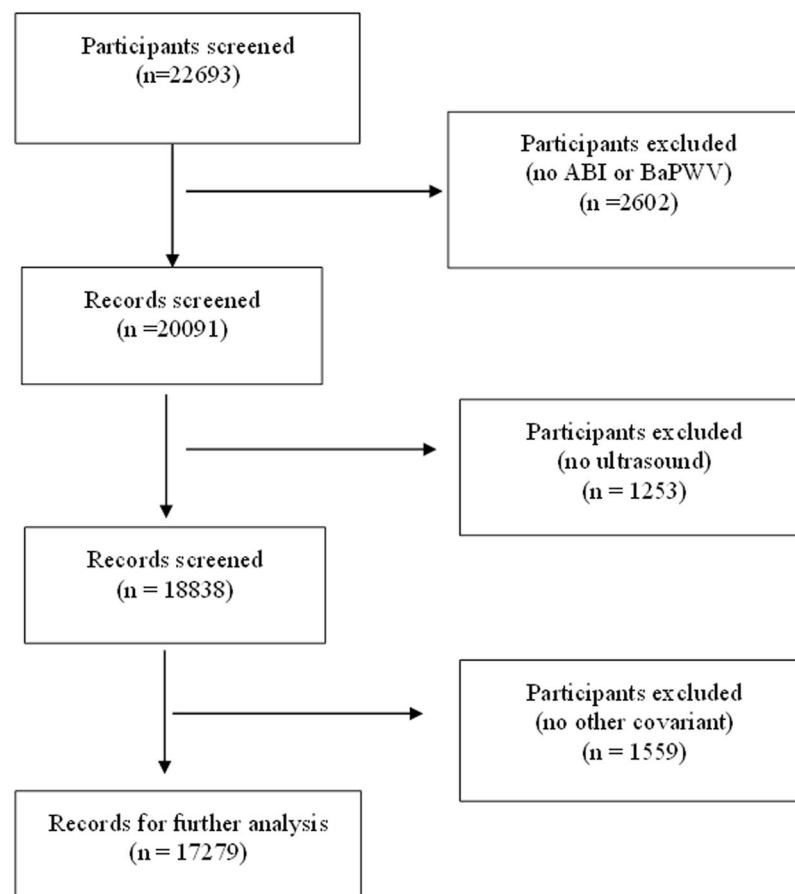 Participants screened
(n=22693)
Participants excluded
(no ABI or BaPWV)
(n =2602)
Records screened
(n =20091)
Participants excluded
(no ultrasound)
(n = 1253)
Records screened
(n = 18838)
Participants excluded
(no other covariant)
(n = 1559)
Records for further analysis
(n = 17279)